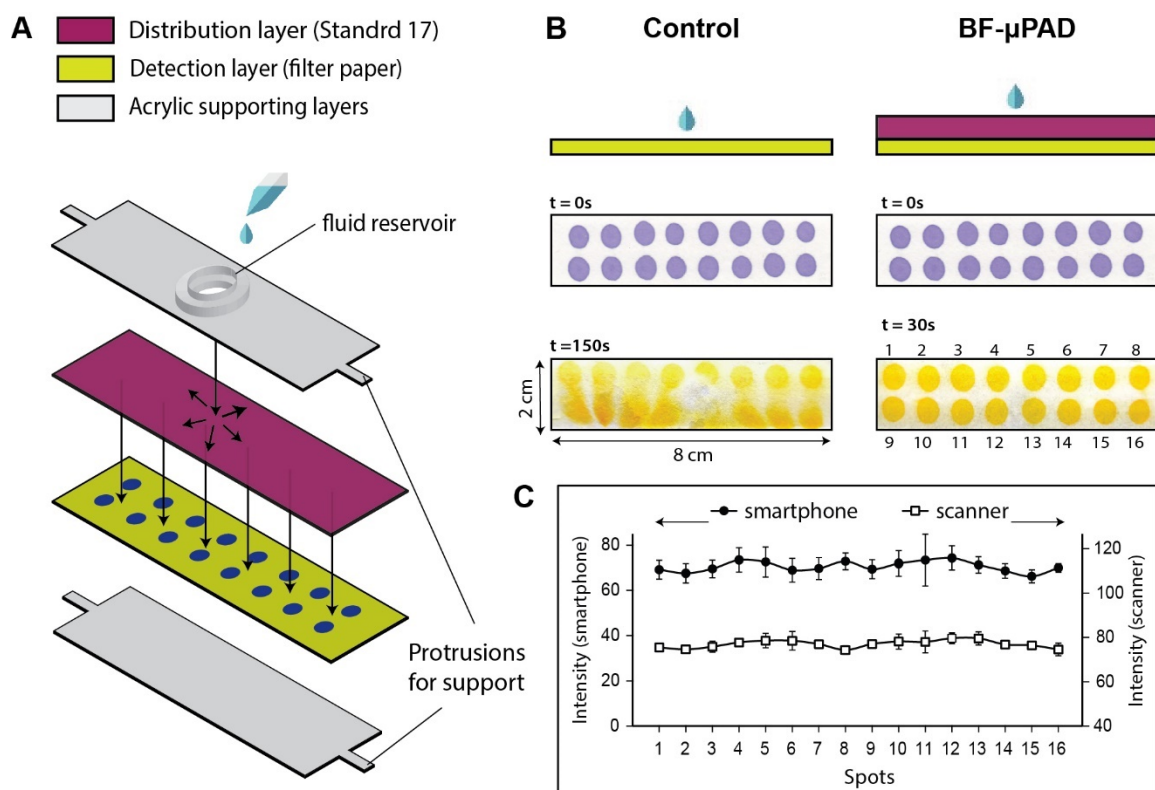 A
Distribution layer (Standrd 17)
Detection layer (filter paper)
Acrylic supporting layers
fluid reservoir
Protrusions
for support
B
Control
BF-µPAD
t = 0s
t = 0s
t =150s
t = 30s
1 2 3 4 5 6 7 8
9 10 11 12 13 14 15 16
2 cm
8 cm
C
smartphone
scanner
Intensity (smartphone)
80
60
40
20
0
Intensity (scanner)
120
100
80
60
40
1 2 3 4 5 6 7 8 9 10 11 12 13 14 15 16
Spots